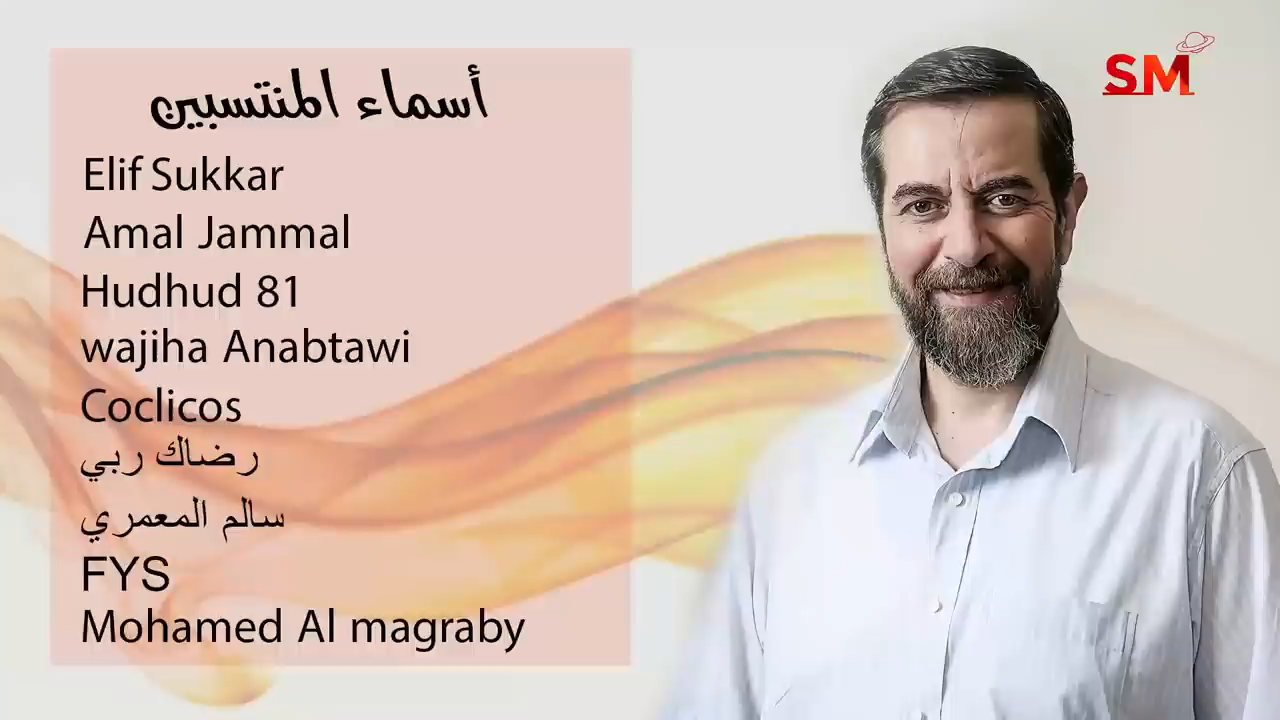 SM
أسماء المنتسبين
Elif Sukkar
Amal Jammal
Hudhud 81
wajiha Anabtawi
Coclicos
رضاك ربي
سالم المعمري
FYS
Mohamed Al magraby